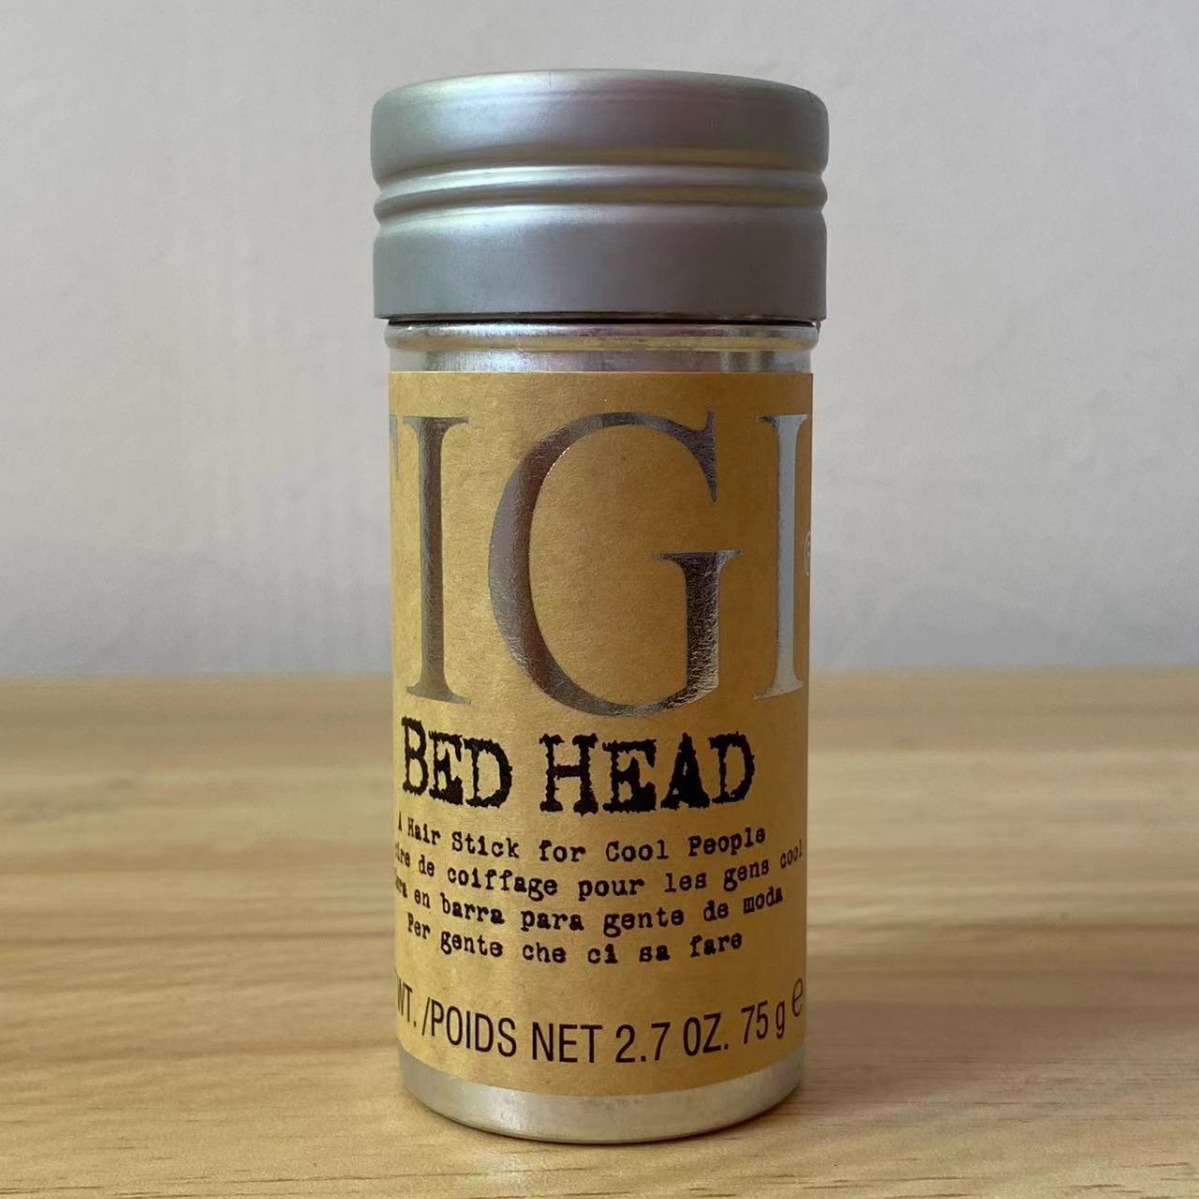 TIGI
BED HEAD
A Hair Stick for Cool People
de coiffage pour les gens cool
en barra para gente de moda
Per gente che ci sa fare
WT. /POIDS NET 2.7 OZ. 75 g ℮